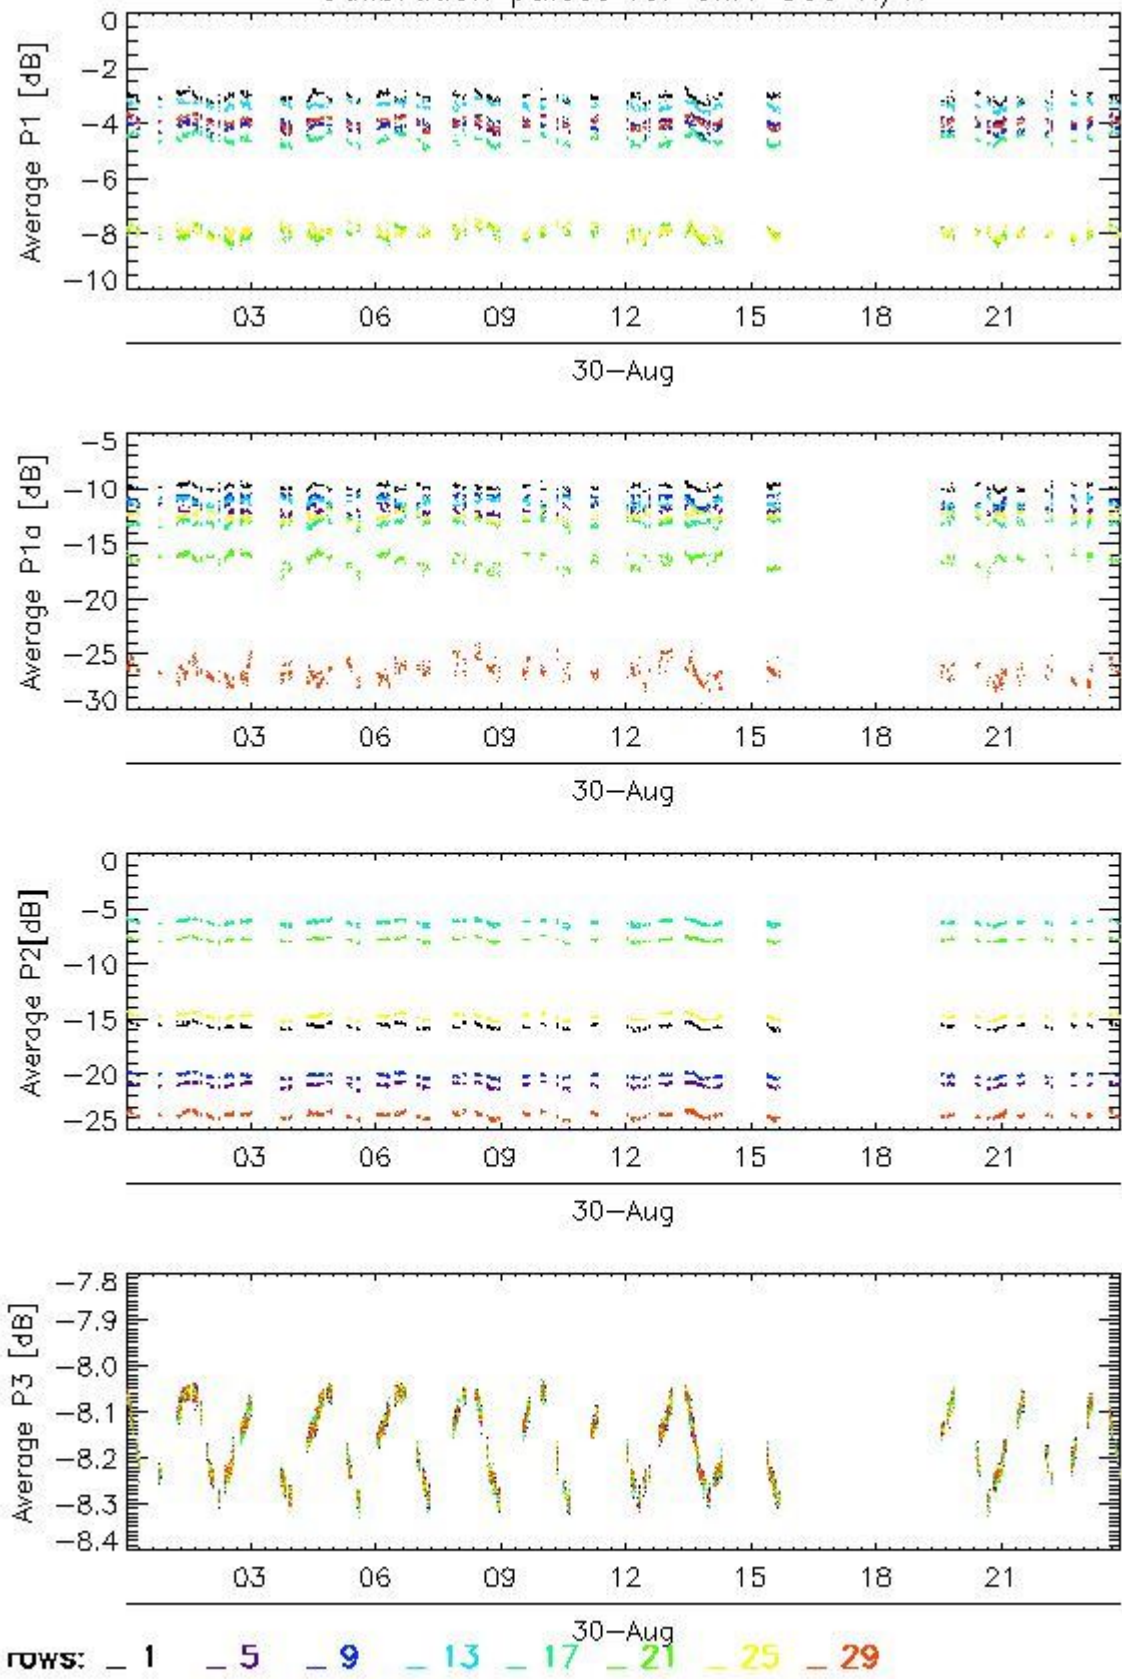 0
−2
−4
−6
−8
−10
Average P1 [dB]
03 06 09 12 15 18 21
30−Aug
−5
−10
−15
−20
−25
−30
Average P1a [dB]
03 06 09 12 15 18 21
30−Aug
0
−5
−10
−15
−20
−25
Average P2[dB]
03 06 09 12 15 18 21
30−Aug
−7.8
−7.9
−8.0
−8.1
−8.2
−8.3
−8.4
Average P3 [dB]
03 06 09 12 15 18 21
30−Aug
rows: _ 1 _ 5 _ 9 _ 13 _ 17 _ 21 _ 25 _ 29